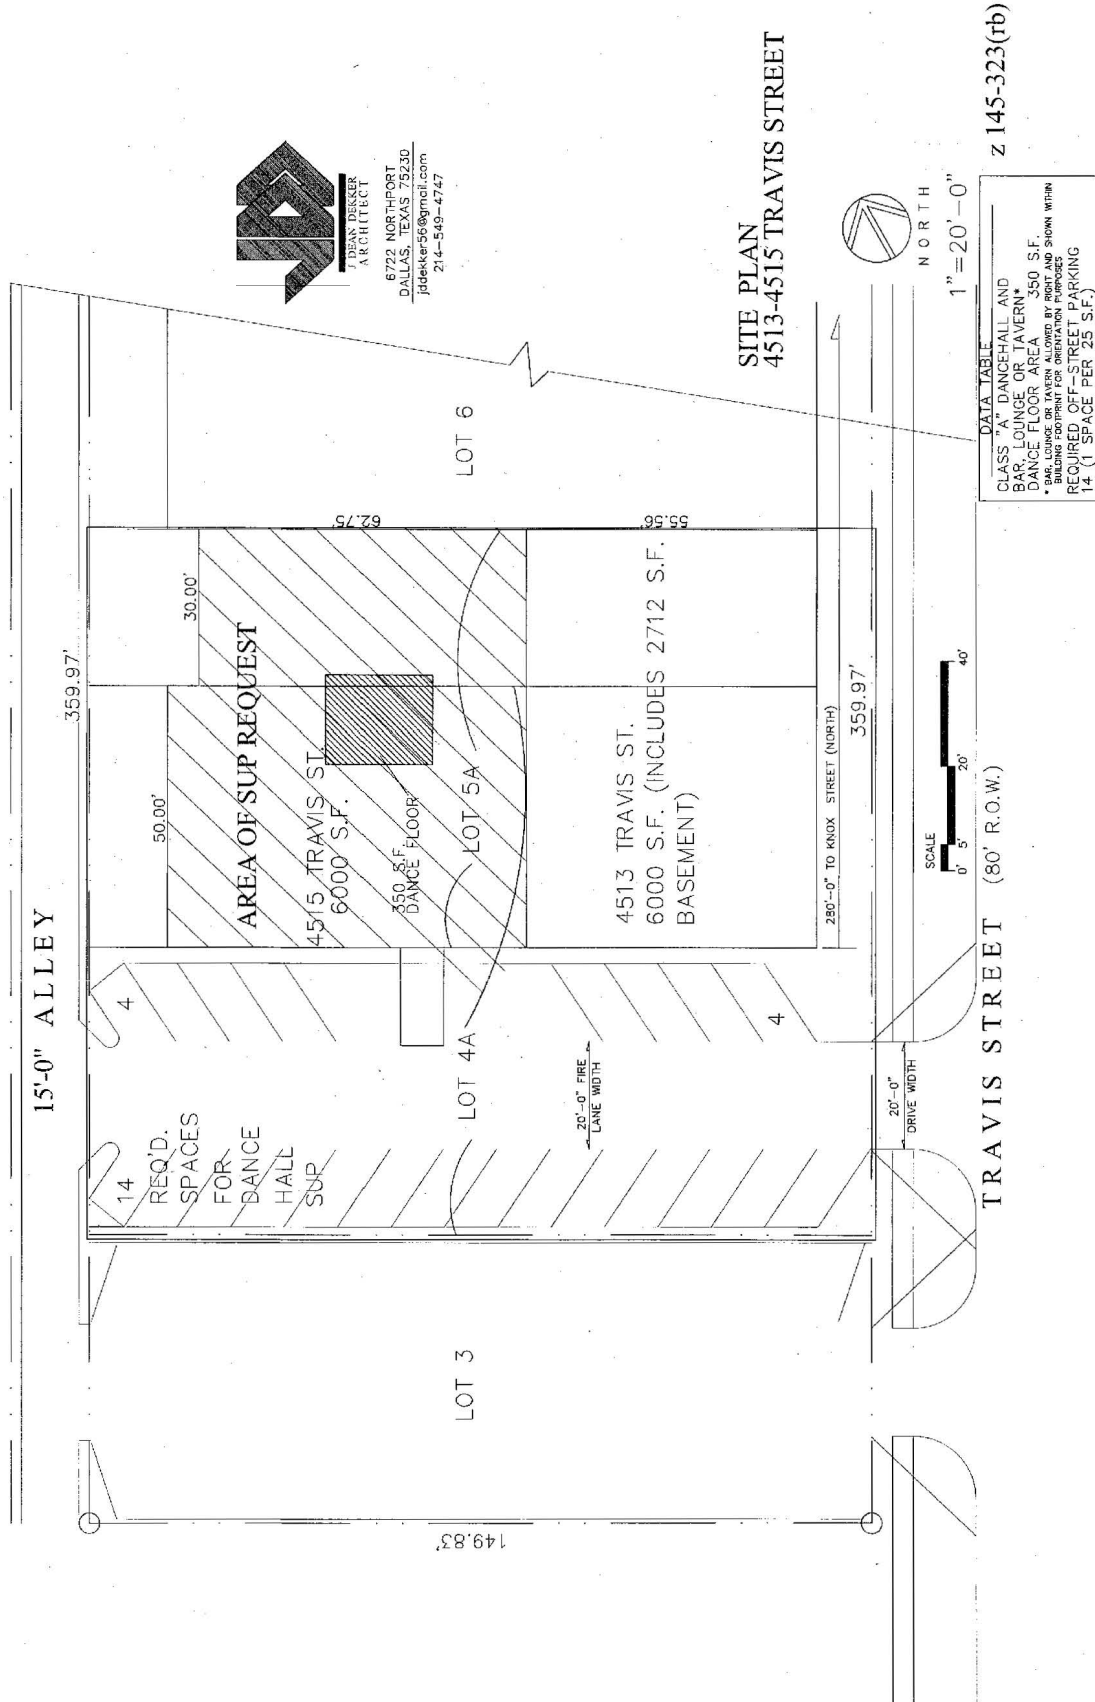 15'-0" ALLEY
359.97'
50.00'
30.00'
62.75'
55.56'
AREA OF SUP REQUEST
4515 TRAVIS ST.
6000 S.F.
350 S.F.
DANCE FLOOR
LOT 5A
LOT 6
4513 TRAVIS ST.
6000 S.F. (INCLUDES 2712 S.F.
BASEMENT)
4
4
14
REQ'D.
SPACES
FOR
DANCE
HALL
SUP
LOT 4A
LOT 3
149.83'
20'-0" FIRE
LANE WIDTH
20'-0"
DRIVE WIDTH
280'-0" TO KNOX STREET (NORTH)
359.97'
SCALE
0' 5' 20' 40'
TRAVIS STREET (80' R.O.W.)
J DEAN DEKKER
ARCHITECT
6722 NORTHPORT
DALLAS, TEXAS 75230
jddekker56@gmail.com
214-549-4747
SITE PLAN
4513-4515 TRAVIS STREET
NORTH
1"=20'-0"
DATA TABLE
CLASS "A" DANCEHALL AND
BAR, LOUNGE OR TAVERN*
DANCE FLOOR AREA 350 S.F.
* BAR, LOUNGE OR TAVERN ALLOWED BY RIGHT AND SHOWN WITHIN
BUILDING FOOTPRINT FOR ORIENTATION PURPOSES
REQUIRED OFF-STREET PARKING
14 (1 SPACE PER 25 S.F.)
z 145-323(rb)